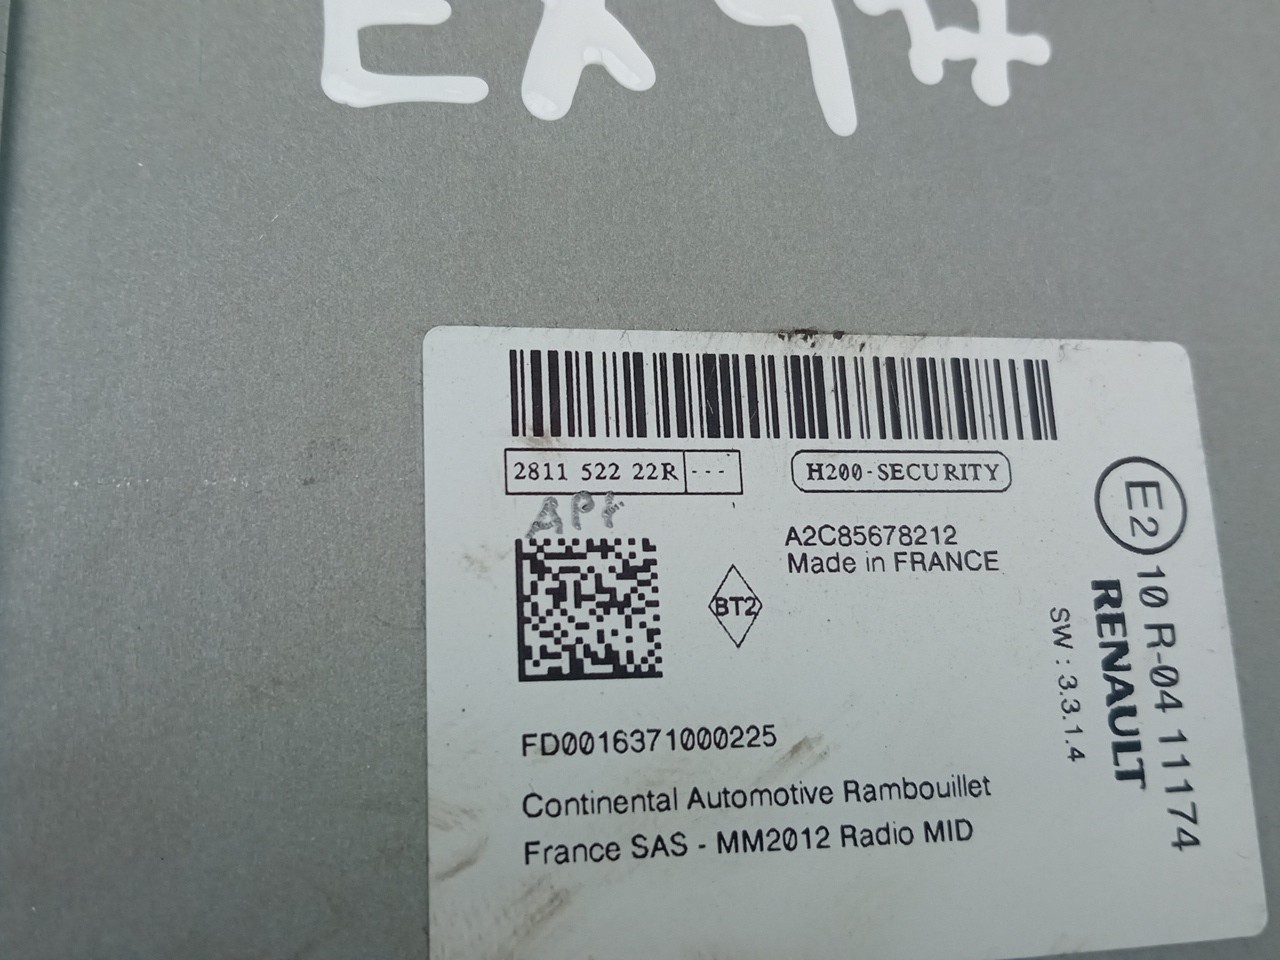 2811 522 22R ---
H200-SECURITY
A2C85678212
Made in FRANCE
BT2
FD0016371000225
Continental Automotive Rambouillet
France SAS - MM2012 Radio MID
E2 10 R-04 11174
RENAULT
SW : 3.3.1.4